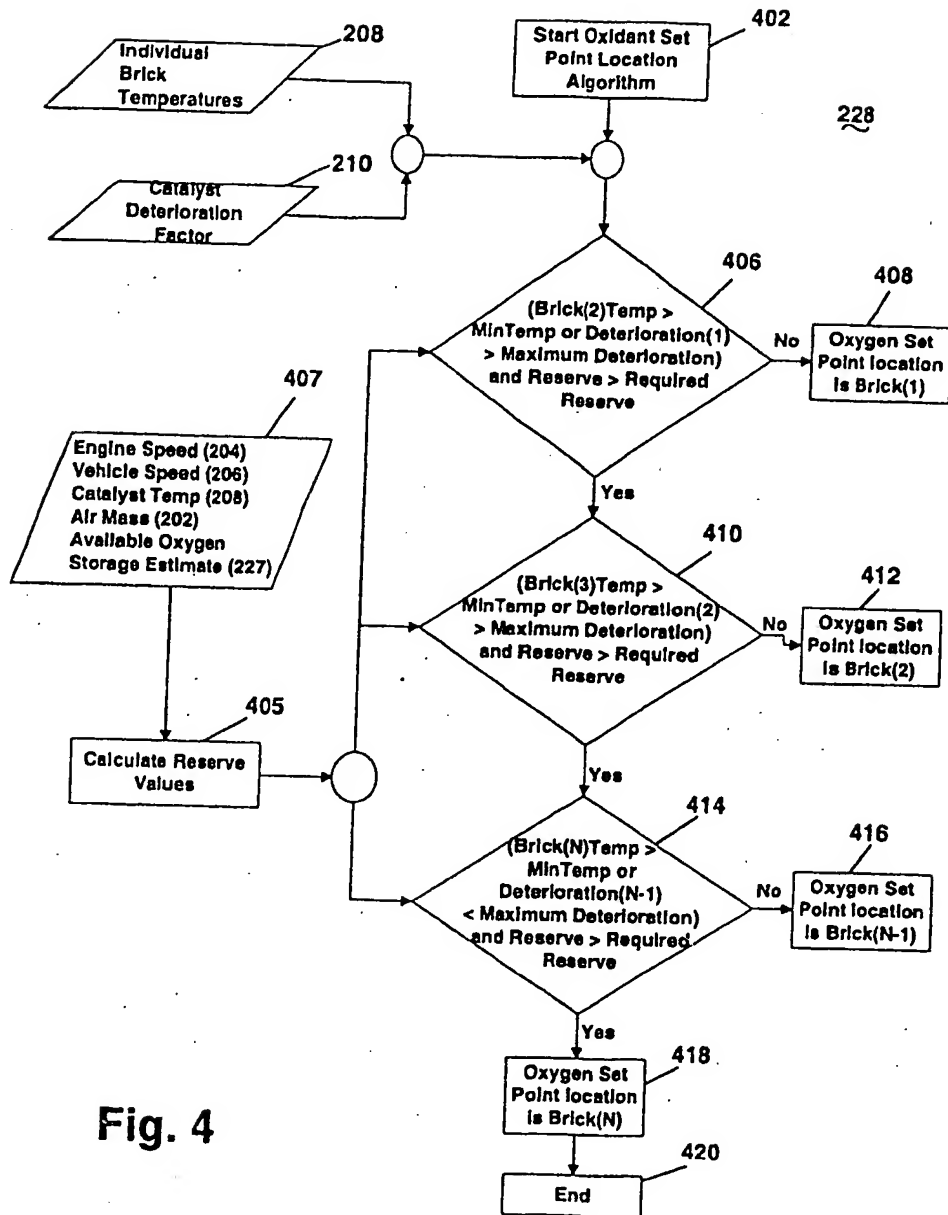 208
Individual
Brick
Temperatures
402
Start Oxidant Set
Point Location
Algorithm
228
210
Catalyst
Deterioration
Factor
406
(Brick(2)Temp >
MinTemp or Deterioration(1)
> Maximum Deterioration)
and Reserve > Required
Reserve
No
408
Oxygen Set
Point location
is Brick(1)
407
Engine Speed (204)
Vehicle Speed (206)
Catalyst Temp (208)
Air Mass (202)
Available Oxygen
Storage Estimate (227)
Yes
410
(Brick(3)Temp >
MinTemp or Deterioration(2)
> Maximum Deterioration)
and Reserve > Required
Reserve
No
412
Oxygen Set
Point location
is Brick(2)
405
Calculate Reserve
Values
Yes
414
(Brick(N)Temp >
MinTemp or
Deterioration(N-1)
< Maximum Deterioration)
and Reserve > Required
Reserve
No
416
Oxygen Set
Point location
is Brick(N-1)
Yes
418
Oxygen Set
Point location
is Brick(N)
420
End
Fig. 4